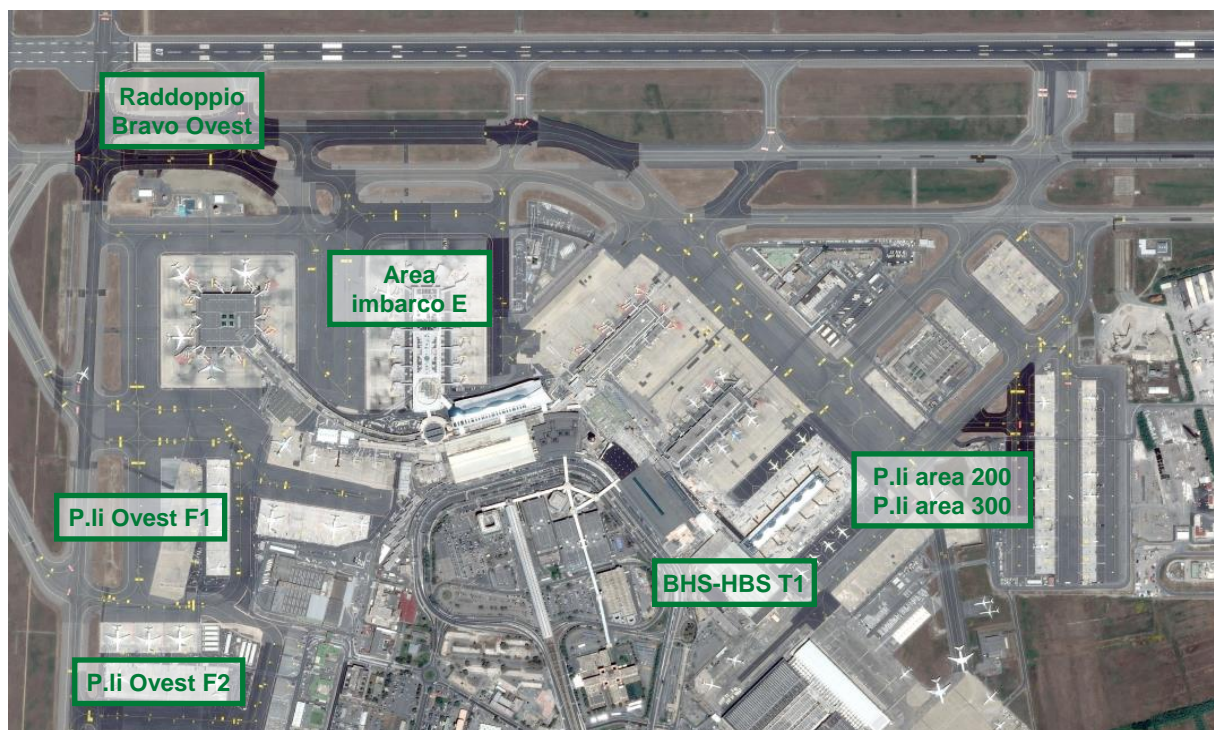 Raddoppio
Bravo Ovest
Area
imbarco E
P.li area 200
P.li area 300
P.li Ovest F1
BHS-HBS T1
P.li Ovest F2